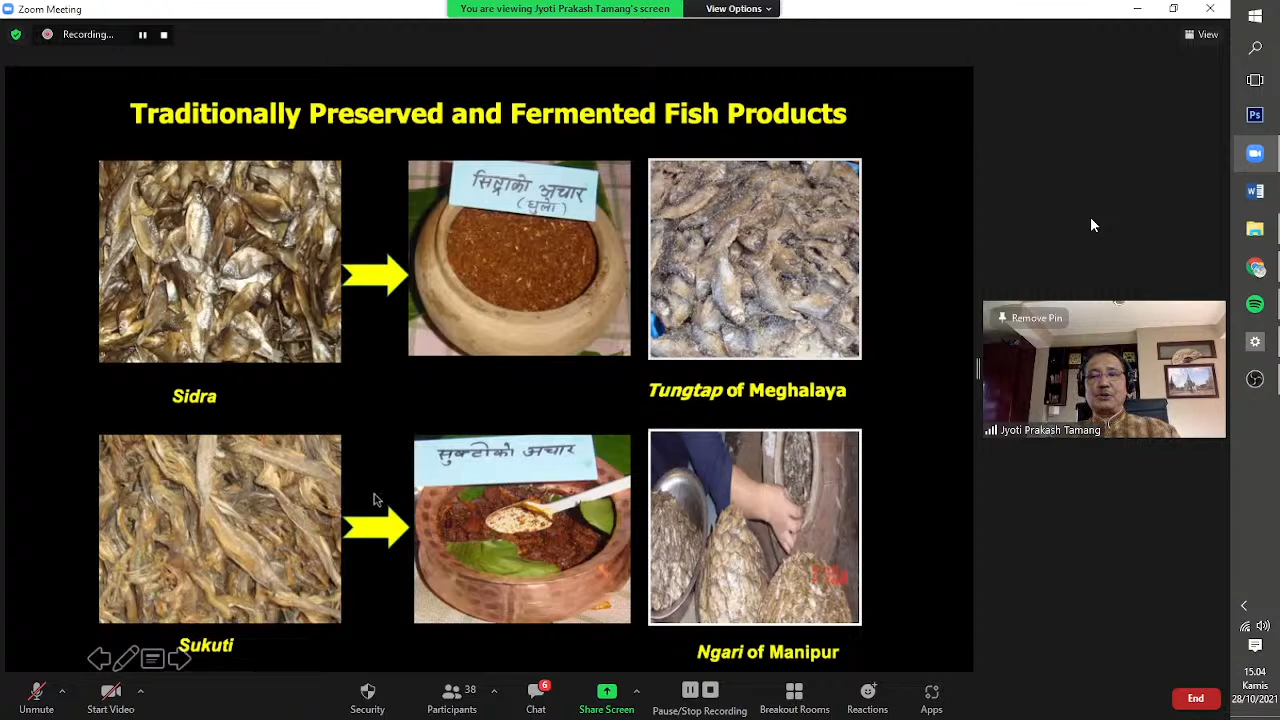 Zoom Meeting
You are viewing Jyoti Prakash Tamang's screen
View Options
Recording...
View
Traditionally Preserved and Fermented Fish Products
सिद्राको अचार
(धुलो)
Sidra
Tungtap of Meghalaya
सुक्टीको अचार
Sukuti
Ngari of Manipur
Remove Pin
Jyoti Prakash Tamang
Ps
Unmute
Start Video
Security
Participants
38
Chat
6
Share Screen
Pause/Stop Recording
Breakout Rooms
Reactions
Apps
End
15.04
Kamis
28/10/20